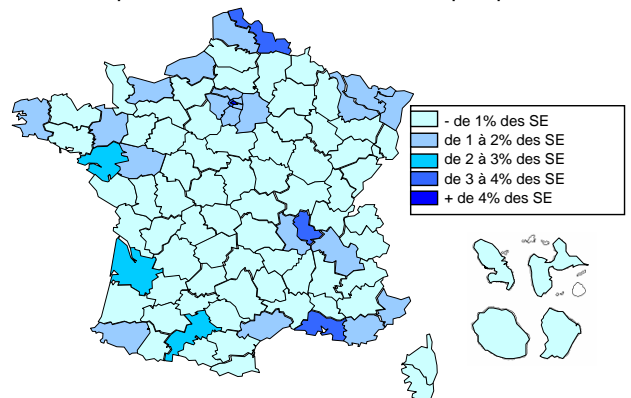 - de 1% des SE
de 1 à 2% des SE
de 2 à 3% des SE
de 3 à 4% des SE
+ de 4% des SE